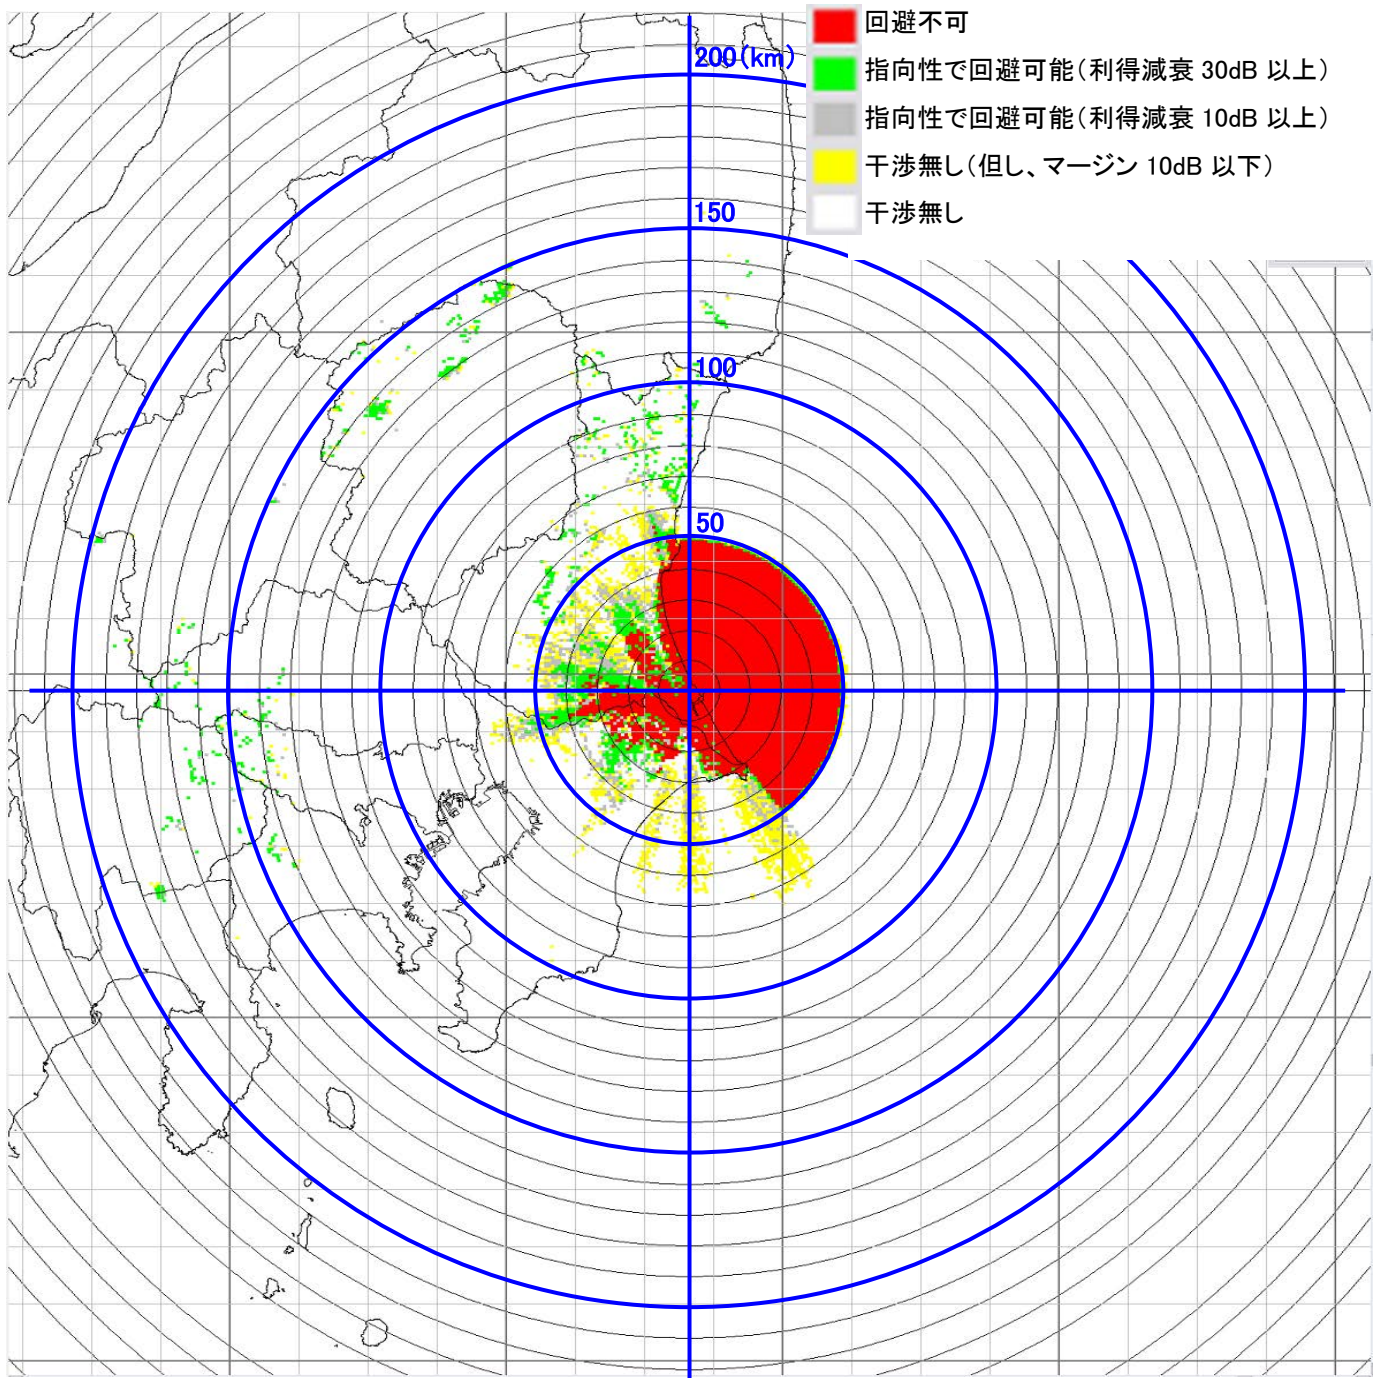 回避不可
指向性で回避可能(利得減衰 30dB 以上)
指向性で回避可能(利得減衰 10dB 以上)
干渉無し(但し、マージン 10dB 以下)
干渉無し
200(km)
150
100
50